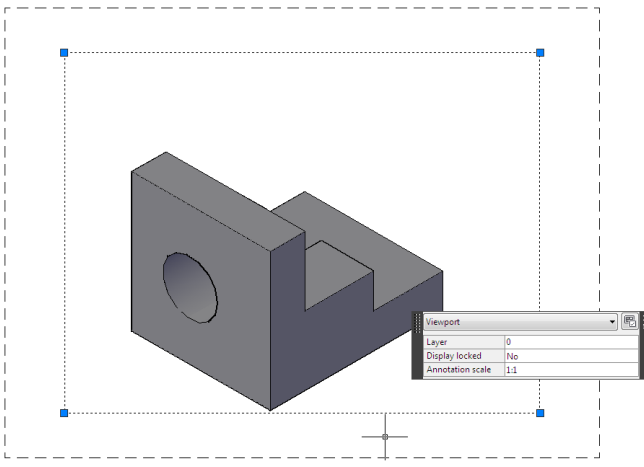 Viewport
Layer 0
Display locked No
Annotation scale 1:1